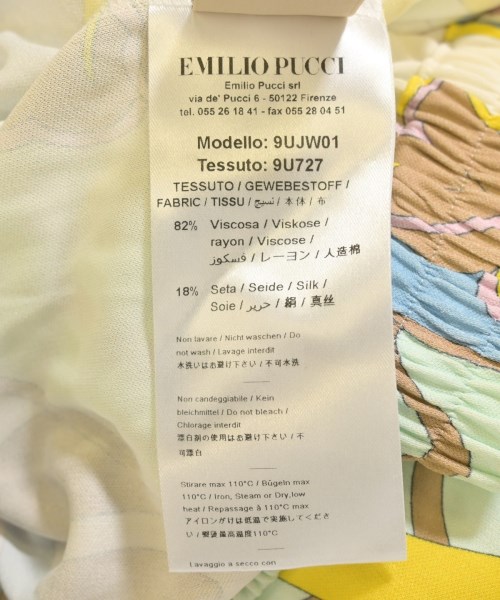 EMILIO PUCCI
Emilio Pucci srl
via de' Pucci 6 - 50122 Firenze
tel. 055 26 18 41 - fax 055 28 04 51
Modello: 9UJW01
Tessuto: 9U727
TESSUTO / GEWEBESTOFF /
FABRIC / TISSU / نسيج / 本体 / 布
82% Viscosa / Viskose /
rayon / Viscose /
فسكوز / レーヨン / 人造棉
18% Seta / Seide / Silk /
Soie / حرير / 絹 / 真丝
Non lavare / Nicht waschen / Do
not wash / Lavage interdit
水洗いはお避け下さい / 不可水洗
Non candeggiabile / Kein
bleichmittel / Do not bleach /
Chlorage interdit
漂白剤の使用はお避け下さい / 不
可漂白
Stirare max 110°C / Bügeln max
110°C / Iron, Steam or Dry, low
heat / Repassage à 110°C max
アイロンがけは低温で実施してくださ
い / 熨烫最高温度110°C
Lavaggio a secco con